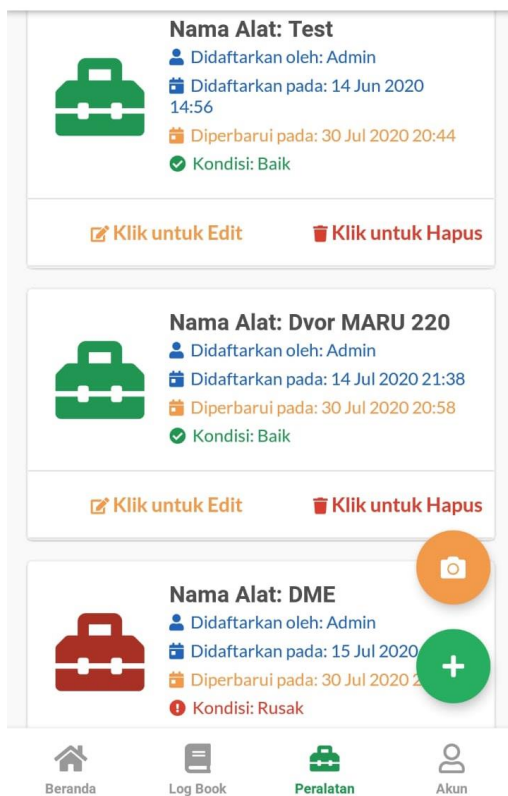 Nama Alat: Test
Didaftarkan oleh: Admin
Didaftarkan pada: 14 Jun 2020
14:56
Diperbarui pada: 30 Jul 2020 20:44
Kondisi: Baik
Klik untuk Edit Klik untuk Hapus
Nama Alat: Dvor MARU 220
Didaftarkan oleh: Admin
Didaftarkan pada: 14 Jul 2020 21:38
Diperbarui pada: 30 Jul 2020 20:58
Kondisi: Baik
Klik untuk Edit Klik untuk Hapus
Nama Alat: DME
Didaftarkan oleh: Admin
Didaftarkan pada: 15 Jul 2020
Diperbarui pada: 30 Jul 2020
Kondisi: Rusak
Beranda Log Book Peralatan Akun